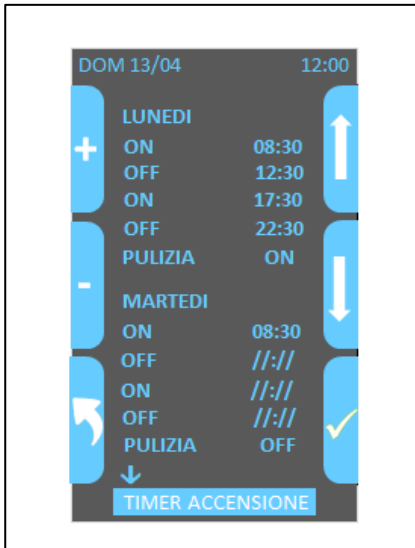 DOM 13/04 12:00
LUNEDI
ON 08:30
OFF 12:30
ON 17:30
OFF 22:30
PULIZIA ON
MARTEDI
ON 08:30
OFF //://
ON //://
OFF //://
PULIZIA OFF
TIMER ACCENSIONE